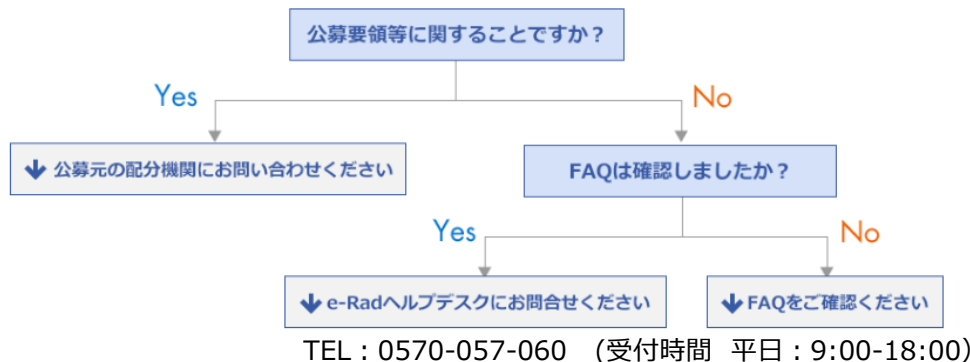 公募要領等に関することですか？
Yes
No
公募元の配分機関にお問い合わせください
FAQは確認しましたか？
Yes
No
e-Radヘルプデスクにお問合せください
FAQをご確認ください
TEL：0570-057-060 （受付時間 平日：9:00-18:00）